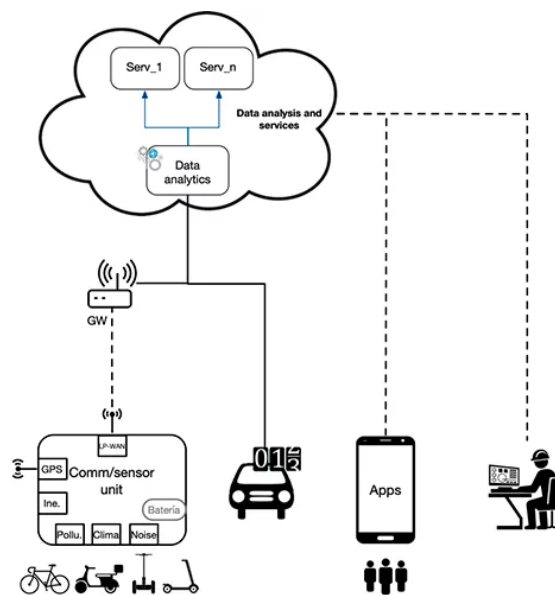 Serv_1
Serv_n
Data analysis and
services
Data
analytics
GW
LP-WAN
GPS
Comm/sensor
unit
Ine.
Batería
Pollu.
Clima
Noise
01
Apps